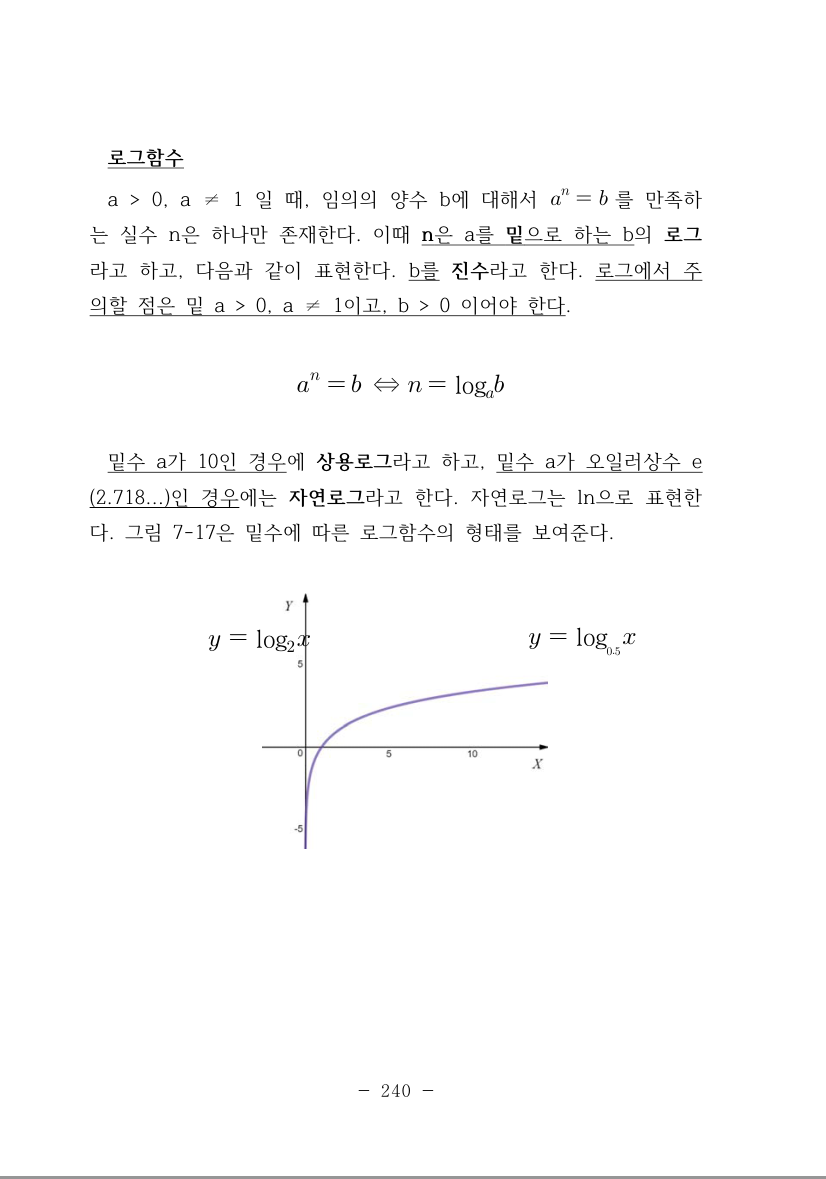 로그함수
a > 0, a ≠ 1 일 때, 임의의 양수 b에 대해서 aⁿ = b 를 만족하
는 실수 n은 하나만 존재한다. 이때 n은 a를 밑으로 하는 b의 로그
라고 하고, 다음과 같이 표현한다. b를 진수라고 한다. 로그에서 주
의할 점은 밑 a > 0, a ≠ 1이고, b > 0 이어야 한다.
aⁿ = b ⇔ n = logₐb
밑수 a가 10인 경우에 상용로그라고 하고, 밑수 a가 오일러상수 e
(2.718...)인 경우에는 자연로그라고 한다. 자연로그는 ln으로 표현한
다. 그림 7-17은 밑수에 따른 로그함수의 형태를 보여준다.
Y
y = log₂x
y = log₀.₅x
5
0
5
10
X
-5
- 240 -